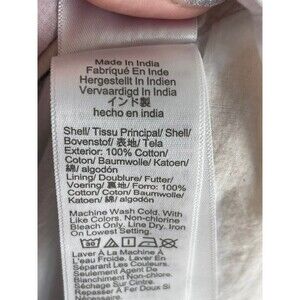 Made In India
Fabriqué En Inde
Hergestellt In Indien
Vervaardigd In India
インド製
hecho en india
Shell/ Tissu Principal/ Shell/
Bovenstof/ 表地/ Tela
Exterior: 100% Cotton/
Coton/ Baumwolle/ Katoen/
綿/ algodón
Lining/ Doublure/ Futter/
Voering/ 裏地/ Forro: 100%
Cotton/ Coton/ Baumwolle/
Katoen/ 綿/ algodón
Machine Wash Cold. With
Like Colors. Non-chlorine
Bleach Only. Line Dry. Iron
On Lowest Setting.
Laver À La Machine À
L'eau Froide. Laver En
Séparant Les Couleurs.
Seulement Agent De
Blanchiment Non-chlore.
Séchage Sur Cintre.